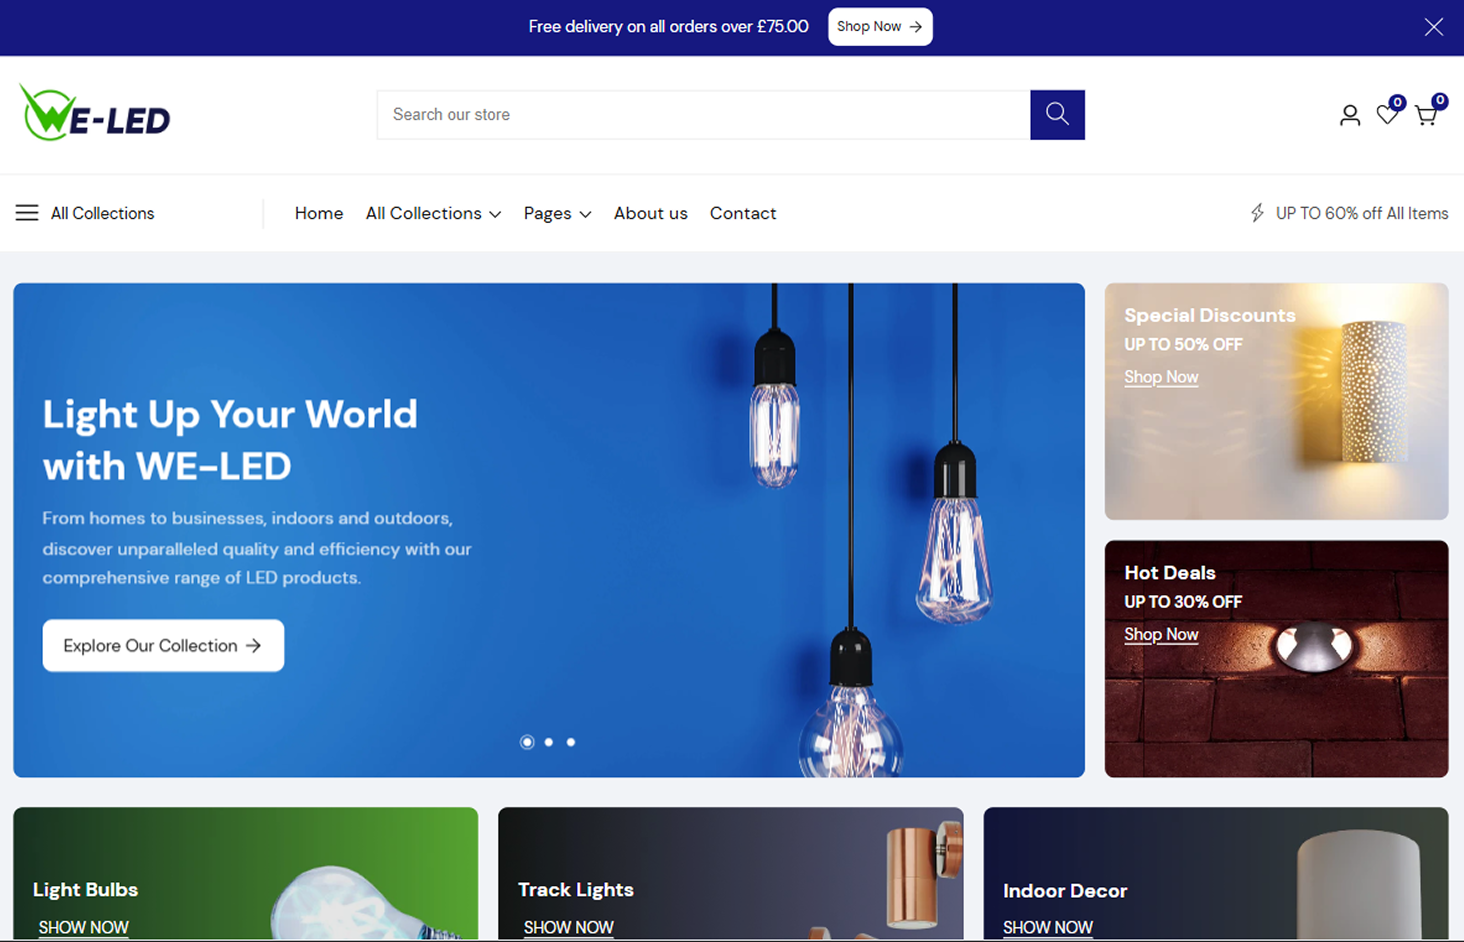 Free delivery on all orders over £75.00
Shop Now →
WE-LED
Search our store
0
0
All Collections
Home
All Collections
Pages
About us
Contact
UP TO 60% off All Items
Light Up Your World
with WE-LED
From homes to businesses, indoors and outdoors,
discover unparalleled quality and efficiency with our
comprehensive range of LED products.
Explore Our Collection →
Special Discounts
UP TO 50% OFF
Shop Now
Hot Deals
UP TO 30% OFF
Shop Now
Light Bulbs
SHOW NOW
Track Lights
SHOW NOW
Indoor Decor
SHOW NOW